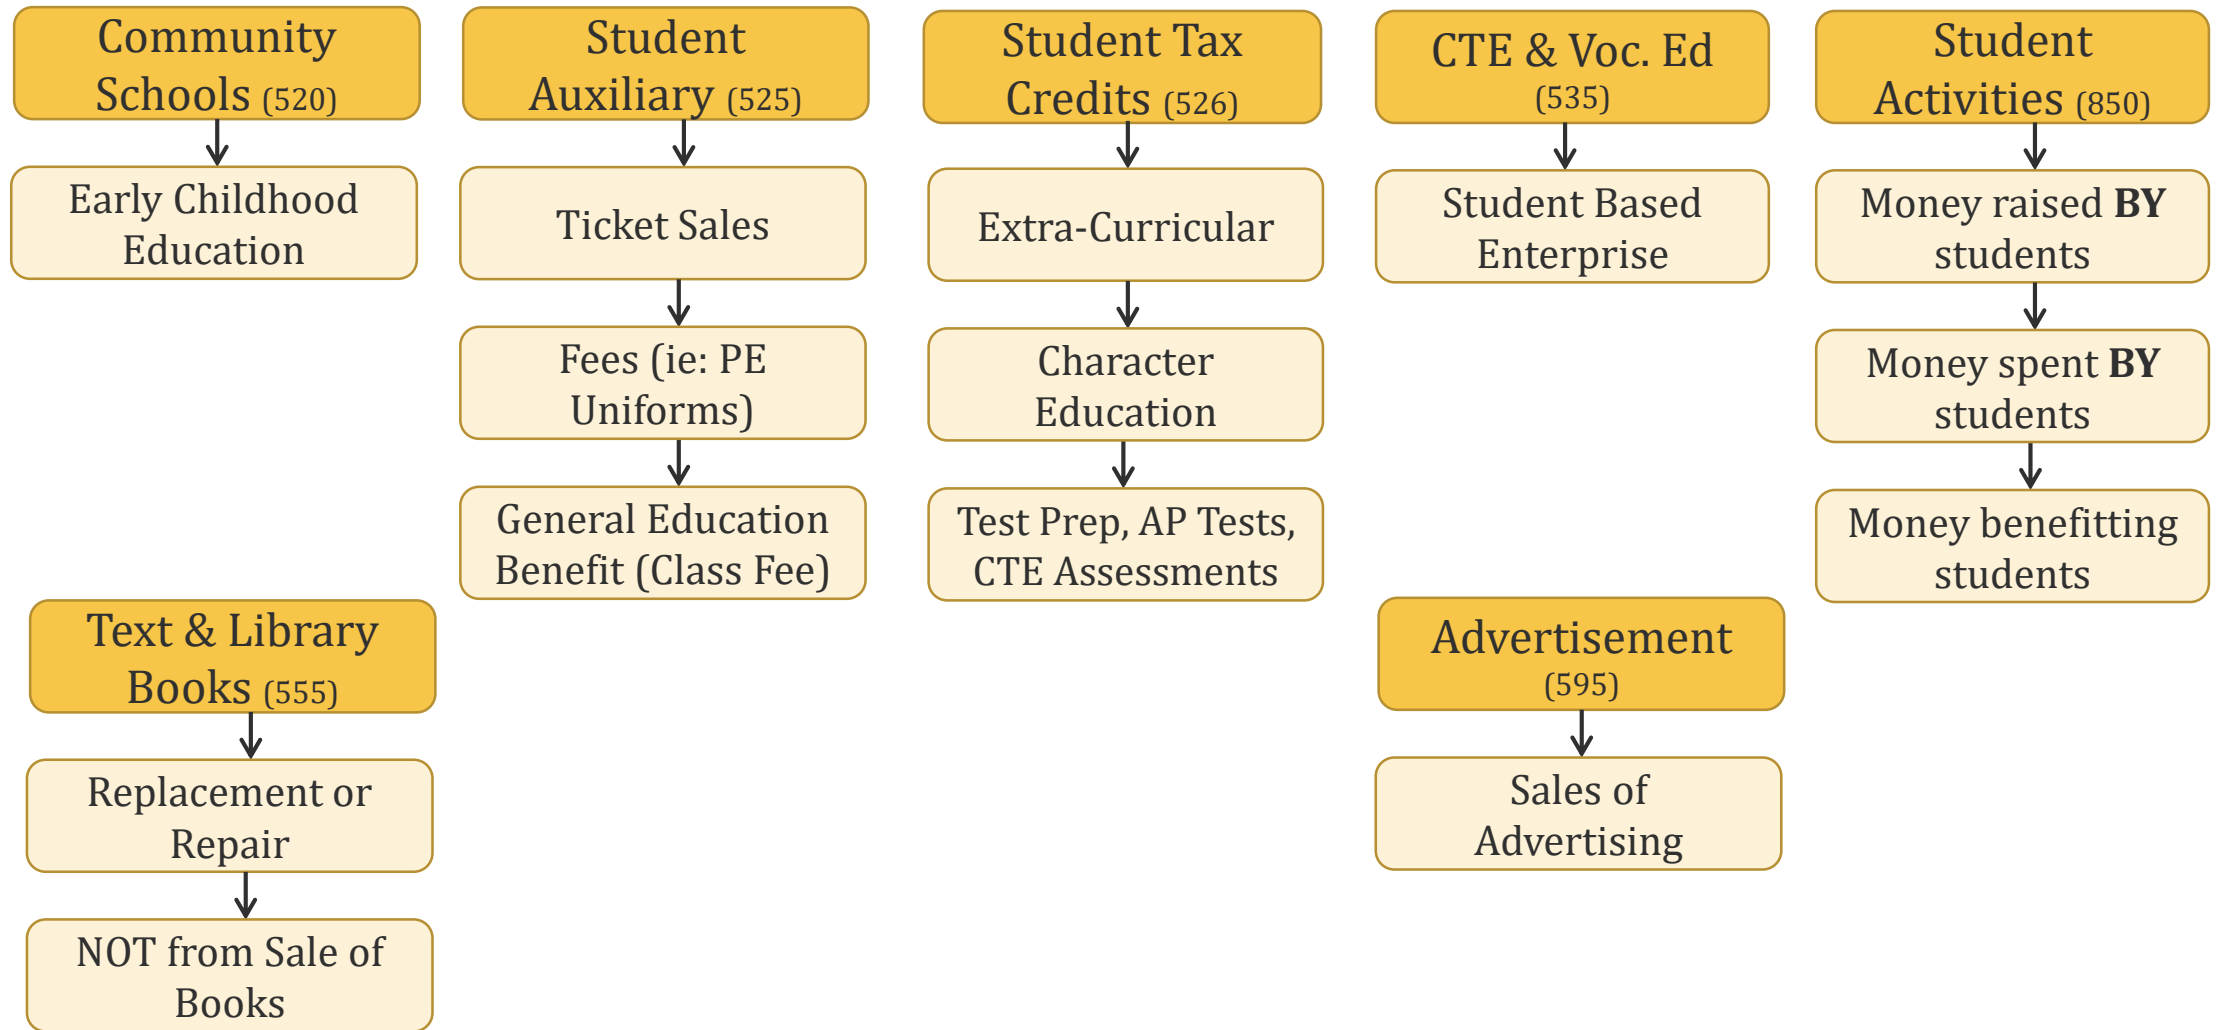 Community
Schools (520)
Early Childhood
Education
Student
Auxiliary (525)
Ticket Sales
Fees (ie: PE
Uniforms)
General Education
Benefit (Class Fee)
Student Tax
Credits (526)
Extra-Curricular
Character
Education
Test Prep, AP Tests,
CTE Assessments
CTE & Voc. Ed
(535)
Student Based
Enterprise
Student
Activities (850)
Money raised BY
students
Money spent BY
students
Money benefitting
students
Text & Library
Books (555)
Replacement or
Repair
NOT from Sale of
Books
Advertisement
(595)
Sales of
Advertising